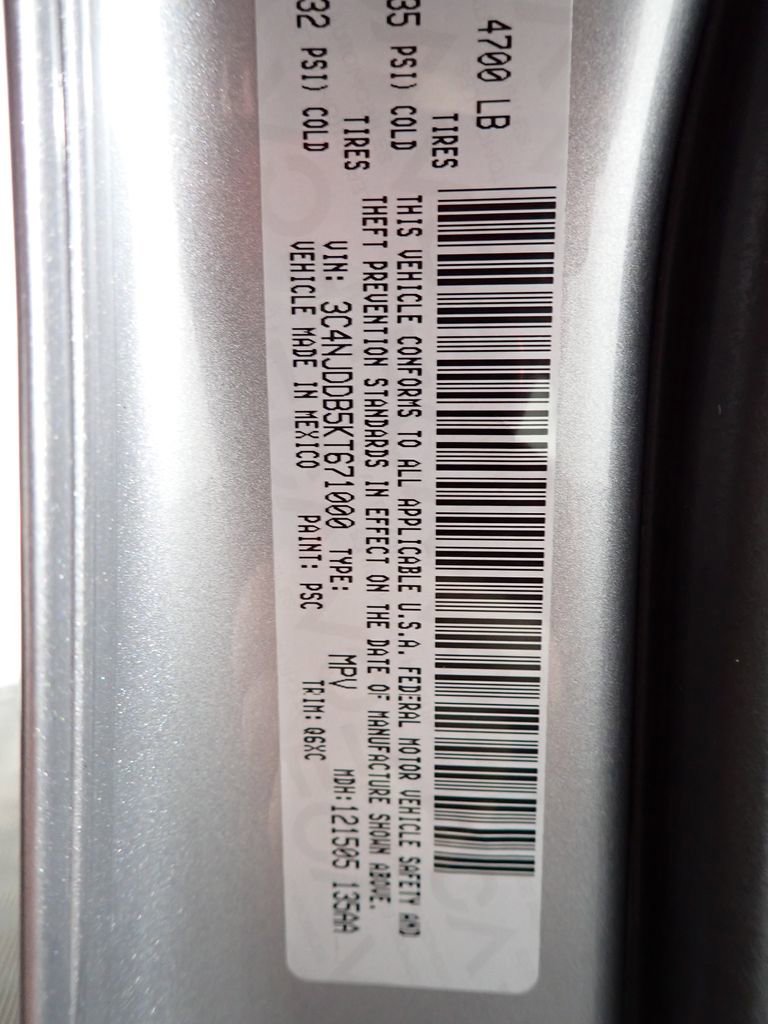 4700 LB
TIRES
35 PSI) COLD
TIRES
32 PSI) COLD
THIS VEHICLE CONFORMS TO ALL APPLICABLE U.S.A. FEDERAL MOTOR VEHICLE SAFETY AND
THEFT PREVENTION STANDARDS IN EFFECT ON THE DATE OF MANUFACTURE SHOWN ABOVE.
VIN: 3C4NJDDB5KT671000 TYPE: MPV MDH:121505 135AA
VEHICLE MADE IN MEXICO PAINT: PSC TRIM: Q6XC